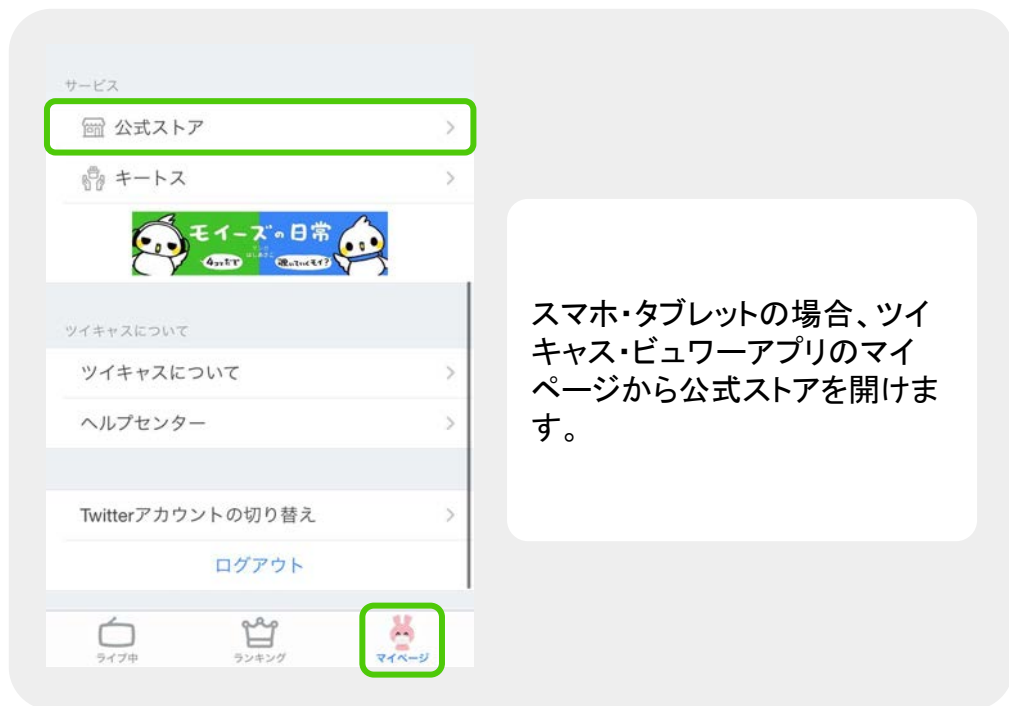 サービス
公式ストア
キートス
モイーズの日常
4コマだて
ツイキャスについて
ツイキャスについて
ヘルプセンター
Twitterアカウントの切り替え
ログアウト
ライブ中
ランキング
マイページ
スマホ・タブレットの場合、ツイ
キャス・ビュワーアプリのマイ
ページから公式ストアを開けま
す。